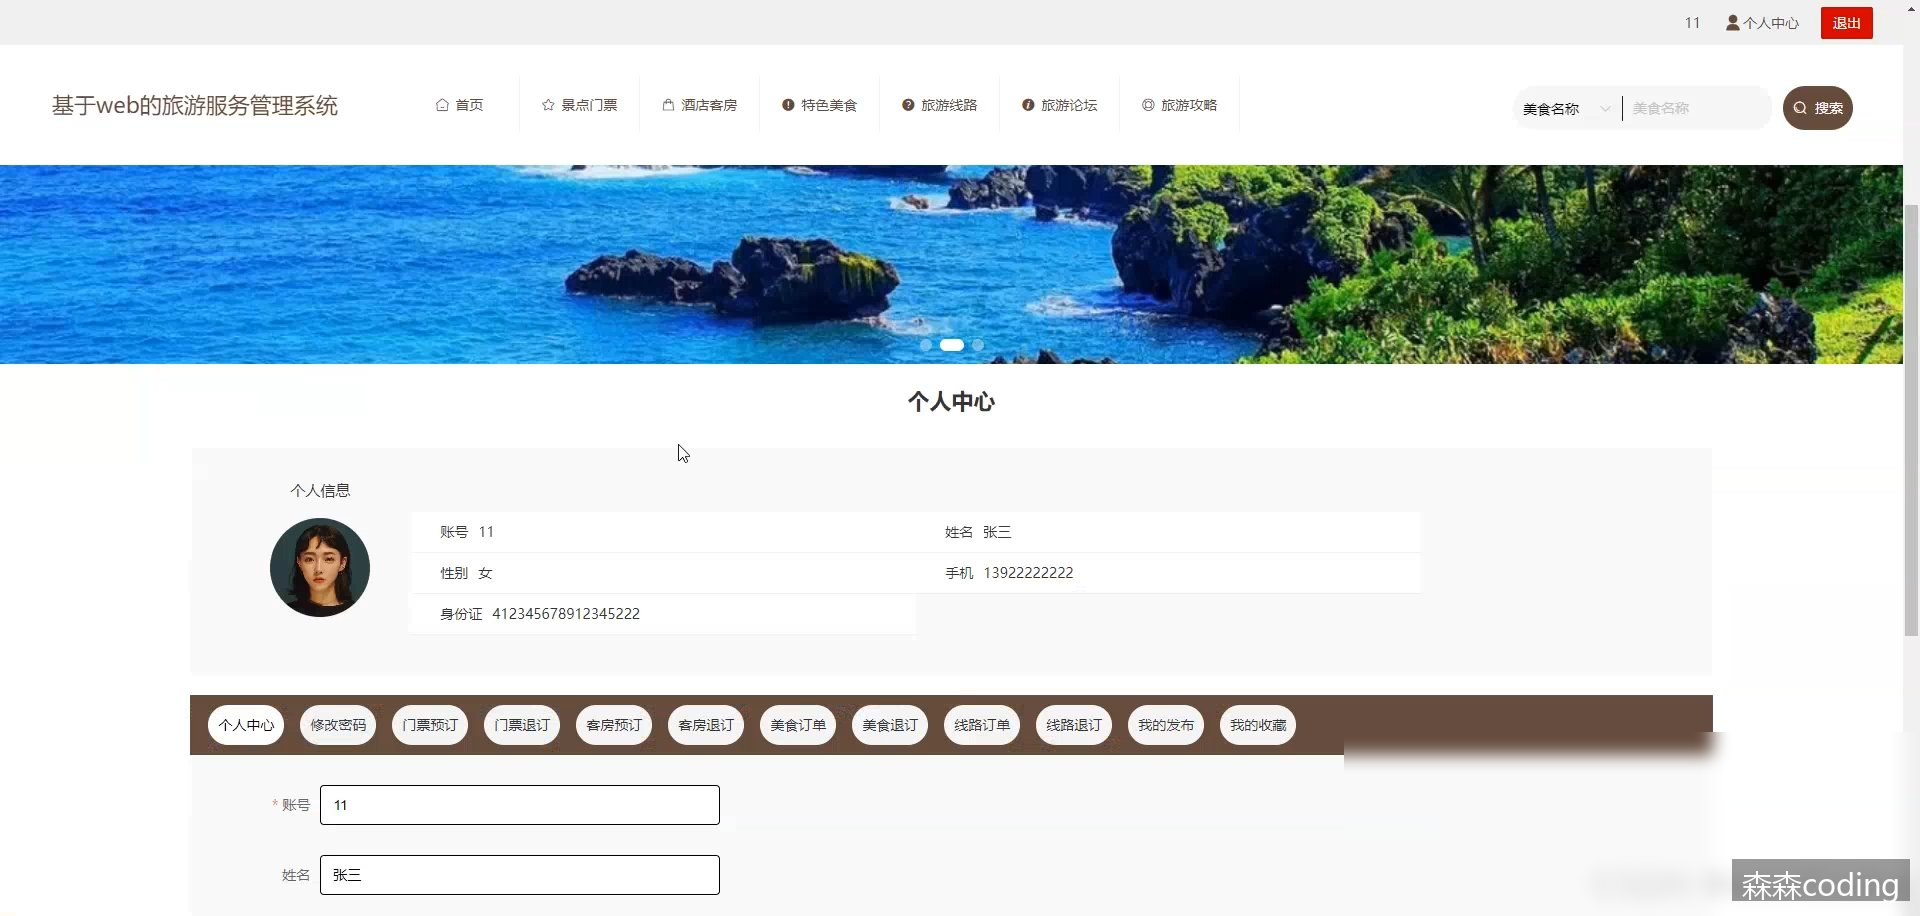 11 个人中心 退出
基于web的旅游服务管理系统 首页 景点门票 酒店客房 特色美食 旅游线路 旅游论坛 旅游攻略 美食名称 美食名称 搜索
个人中心
个人信息
账号 11 姓名 张三
性别 女 手机 13922222222
身份证 412345678912345222
个人中心 修改密码 门票预订 门票退订 客房预订 客房退订 美食订单 美食退订 线路订单 线路退订 我的发布 我的收藏
* 账号 11
姓名 张三
森森coding